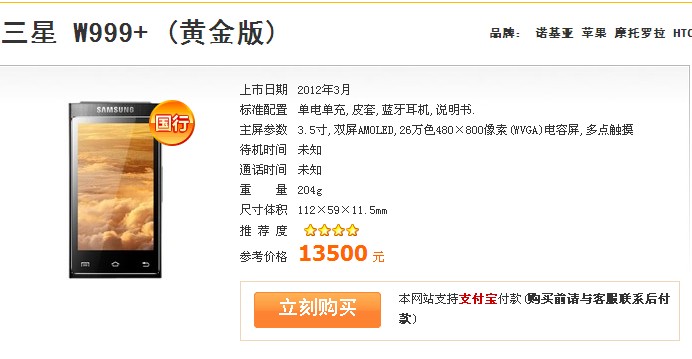 三星 W999+ (黄金版)
品牌： 诺基亚 苹果 摩托罗拉 HTC
上市日期 2012年3月
标准配置 单电单充,皮套,蓝牙耳机,说明书.
主屏参数 3.5寸,双屏AMOLED,26万色480×800像素(WVGA)电容屏,多点触摸
待机时间 未知
通话时间 未知
重 量 204g
尺寸体积 112×59×11.5mm
推 荐 度
参考价格 13500 元
SAMSUNG
国行
立刻购买
本网站支持支付宝付款(购买前请与客服联系后付
款)